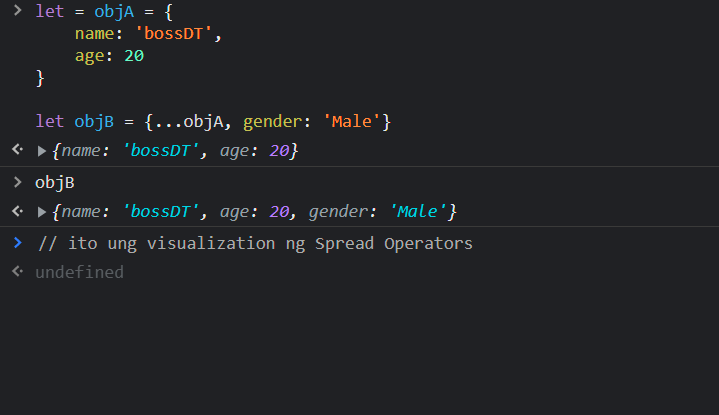 > let = objA = {
name: 'bossDT',
age: 20
}
let objB = {...objA, gender: 'Male'}
<· ▶ {name: 'bossDT', age: 20}
> objB
<· ▶ {name: 'bossDT', age: 20, gender: 'Male'}
> // ito ung visualization ng Spread Operators
<· undefined